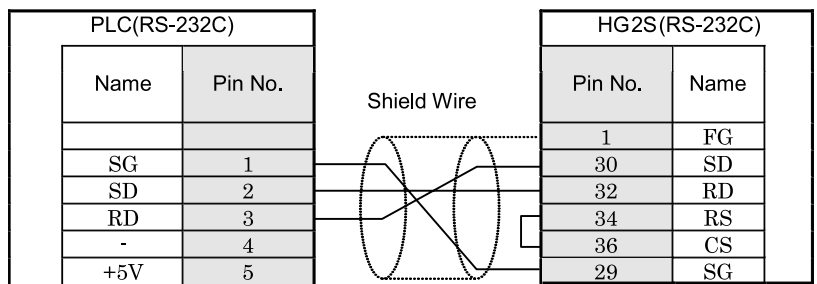 PLC(RS-232C) HG2S(RS-232C)
Name Pin No. Shield Wire Pin No. Name
1 FG
SG 1 30 SD
SD 2 32 RD
RD 3 34 RS
- 4 36 CS
+5V 5 29 SG